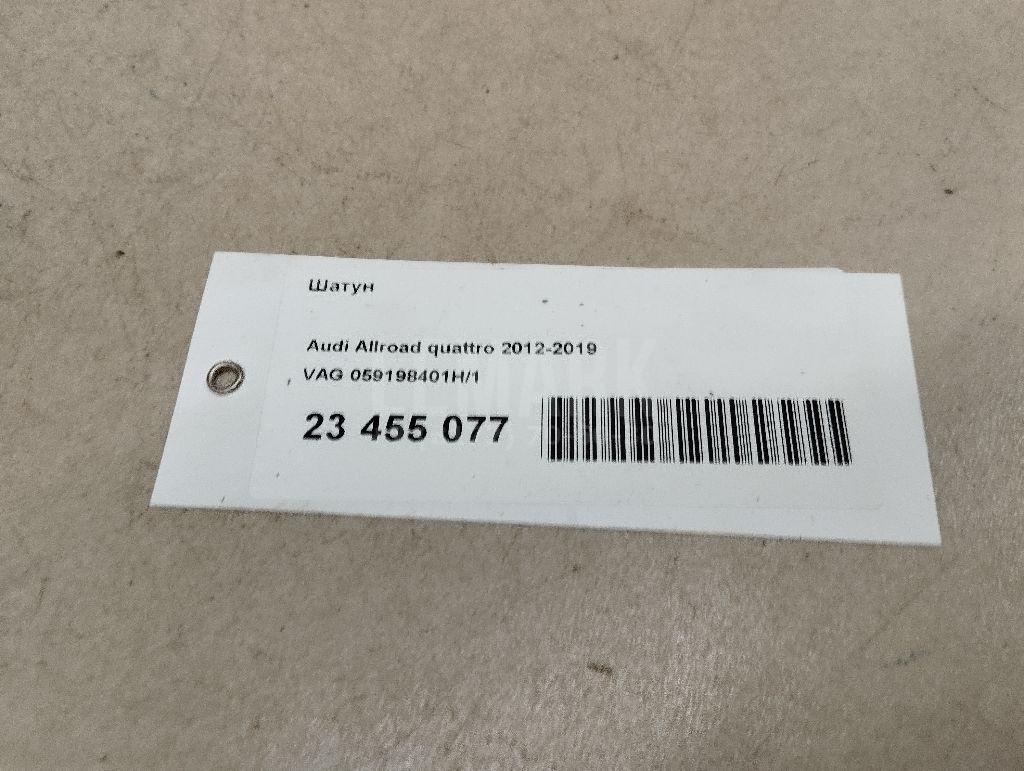 Шатун
Audi Allroad quattro 2012-2019
VAG 059198401H/1
23 455 077